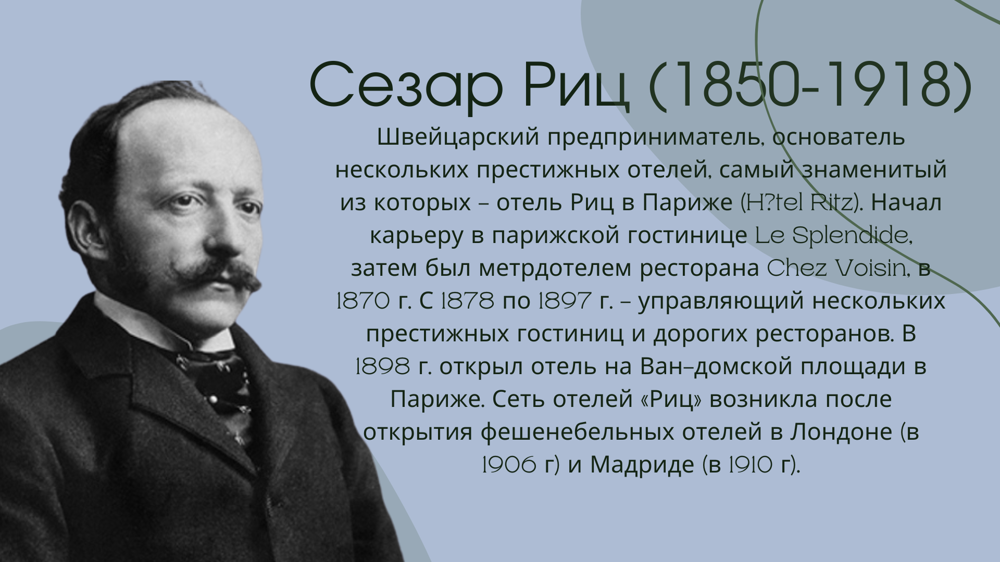 Сезар Риц (1850-1918)
Швейцарский предприниматель, основатель
нескольких престижных отелей, самый знаменитый
из которых – отель Риц в Париже (H?tel Ritz). Начал
карьеру в парижской гостинице Le Splendide,
затем был метрдотелем ресторана Chez Voisin, в
1870 г. С 1878 по 1897 г. – управляющий нескольких
престижных гостиниц и дорогих ресторанов. В
1898 г. открыл отель на Ван–домской площади в
Париже. Сеть отелей «Риц» возникла после
открытия фешенебельных отелей в Лондоне (в
1906 г) и Мадриде (в 1910 г).